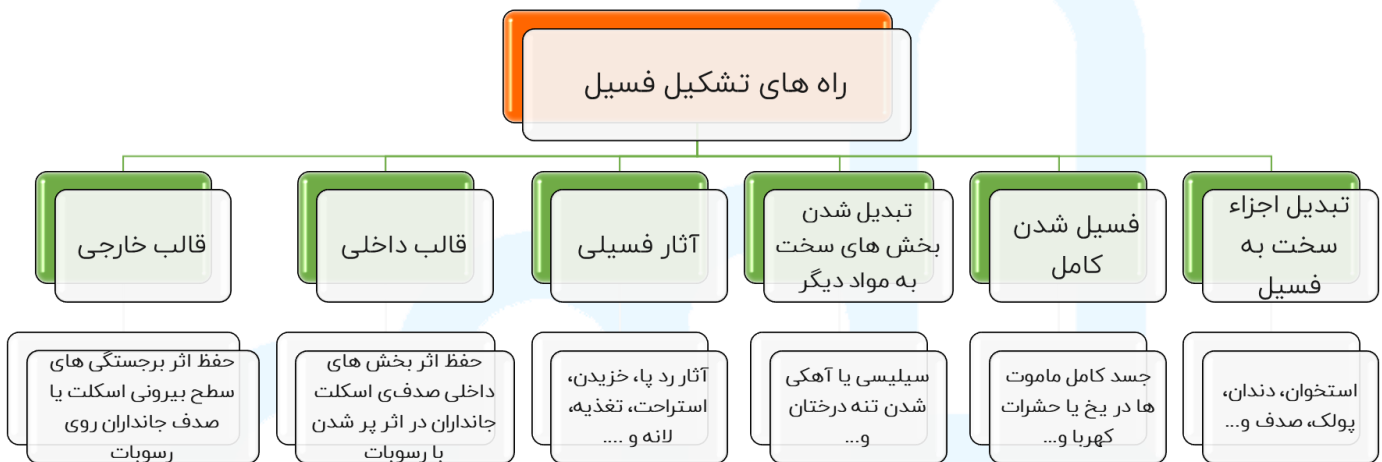 راه های تشکیل فسیل
تبدیل اجزاء
سخت به
فسیل
فسیل شدن
کامل
تبدیل شدن
بخش های سخت
به مواد دیگر
آثار فسیلی
قالب داخلی
قالب خارجی
استخوان، دندان،
پولک، صدف و...
جسد کامل ماموت
ها در یخ یا حشرات
کهربا و...
سیلیسی یا آهکی
شدن تنه درختان
و...
آثار رد پا، خزیدن،
استراحت، تغذیه،
لانه و ....
حفظ اثر بخش های
داخلی صدف‌ی اسکلت
جانداران در اثر پر شدن
با رسوبات
حفظ اثر برجستگی های
سطح بیرونی اسکلت یا
صدف جانداران روی
رسوبات